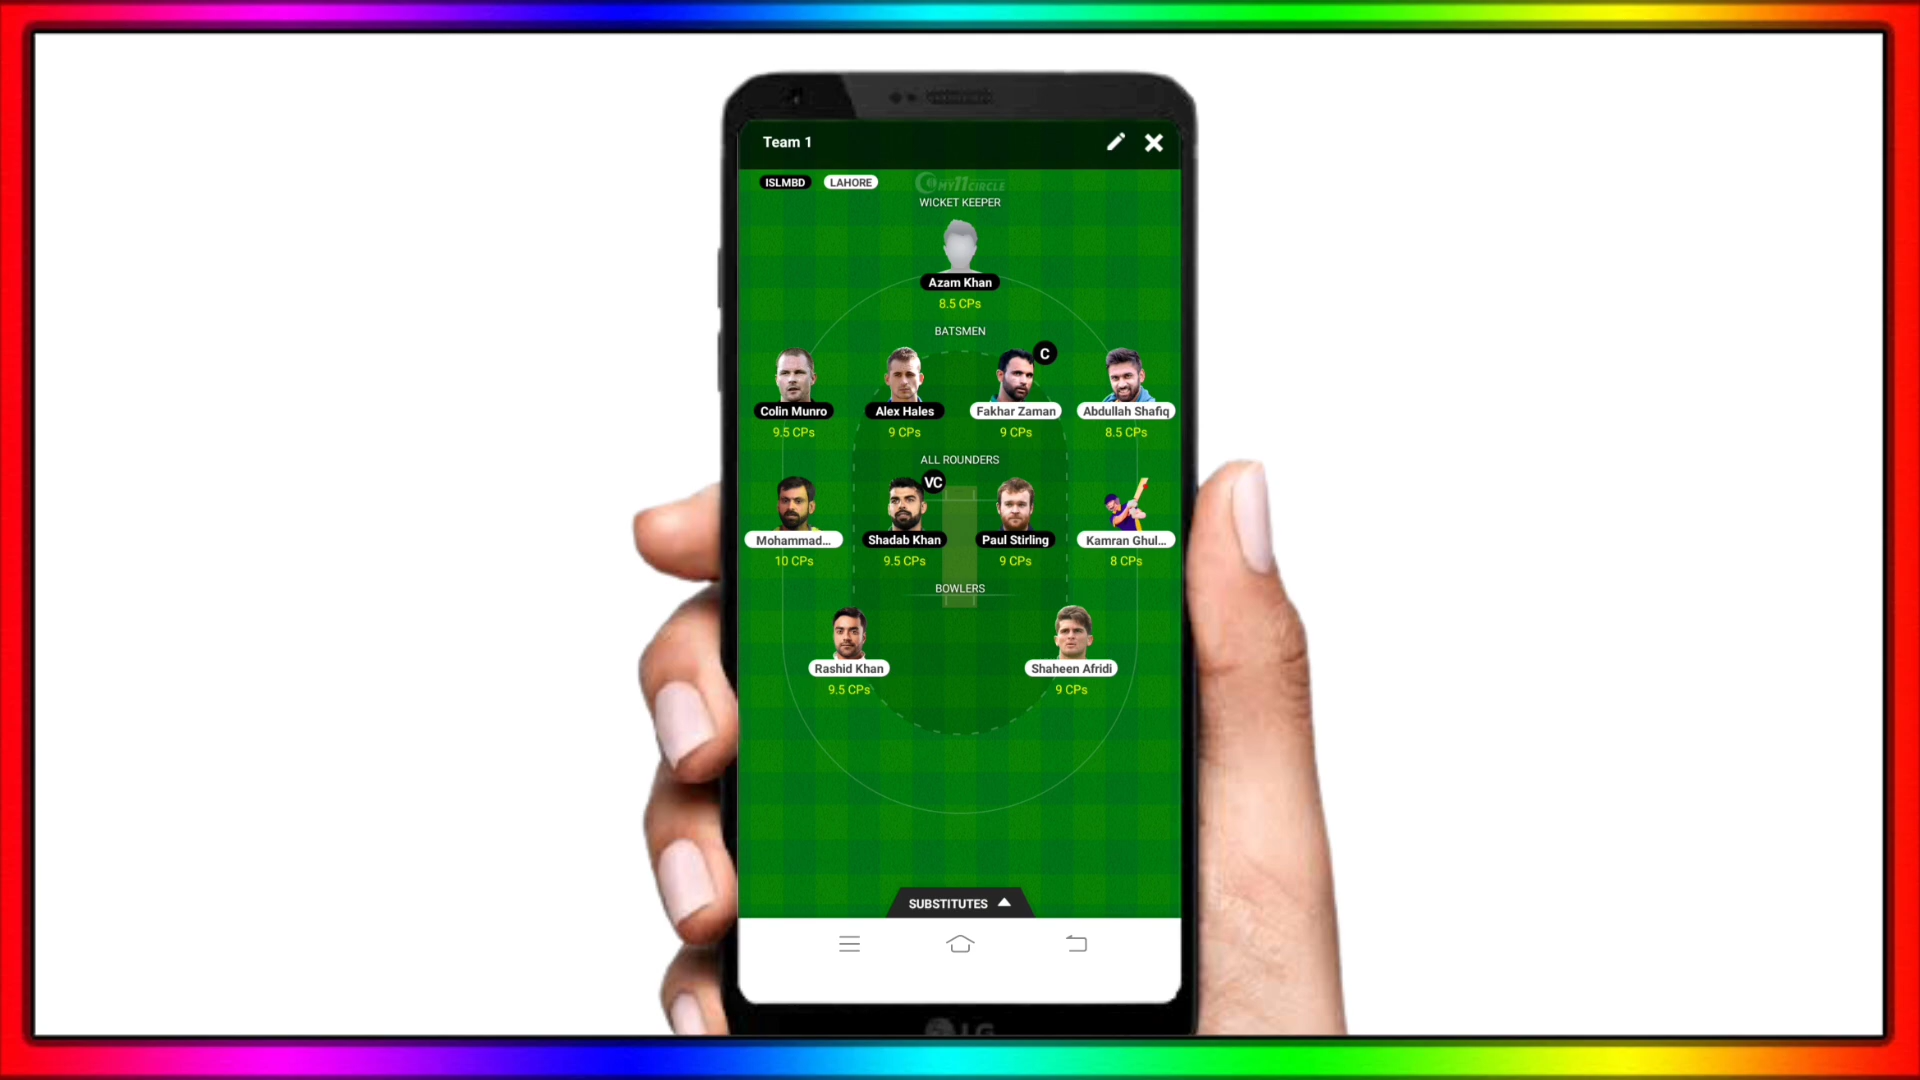 Team 1
ISLMBD LAHORE
MY11CIRCLE
WICKET KEEPER
Azam Khan
8.5 CPs
BATSMEN
C
Colin Munro Alex Hales Fakhar Zaman Abdullah Shafiq
9.5 CPs 9 CPs 9 CPs 8.5 CPs
ALL ROUNDERS
VC
Mohammad... Shadab Khan Paul Stirling Kamran Ghul...
10 CPs 9.5 CPs 9 CPs 8 CPs
BOWLERS
Rashid Khan Shaheen Afridi
9.5 CPs 9 CPs
SUBSTITUTES
LG